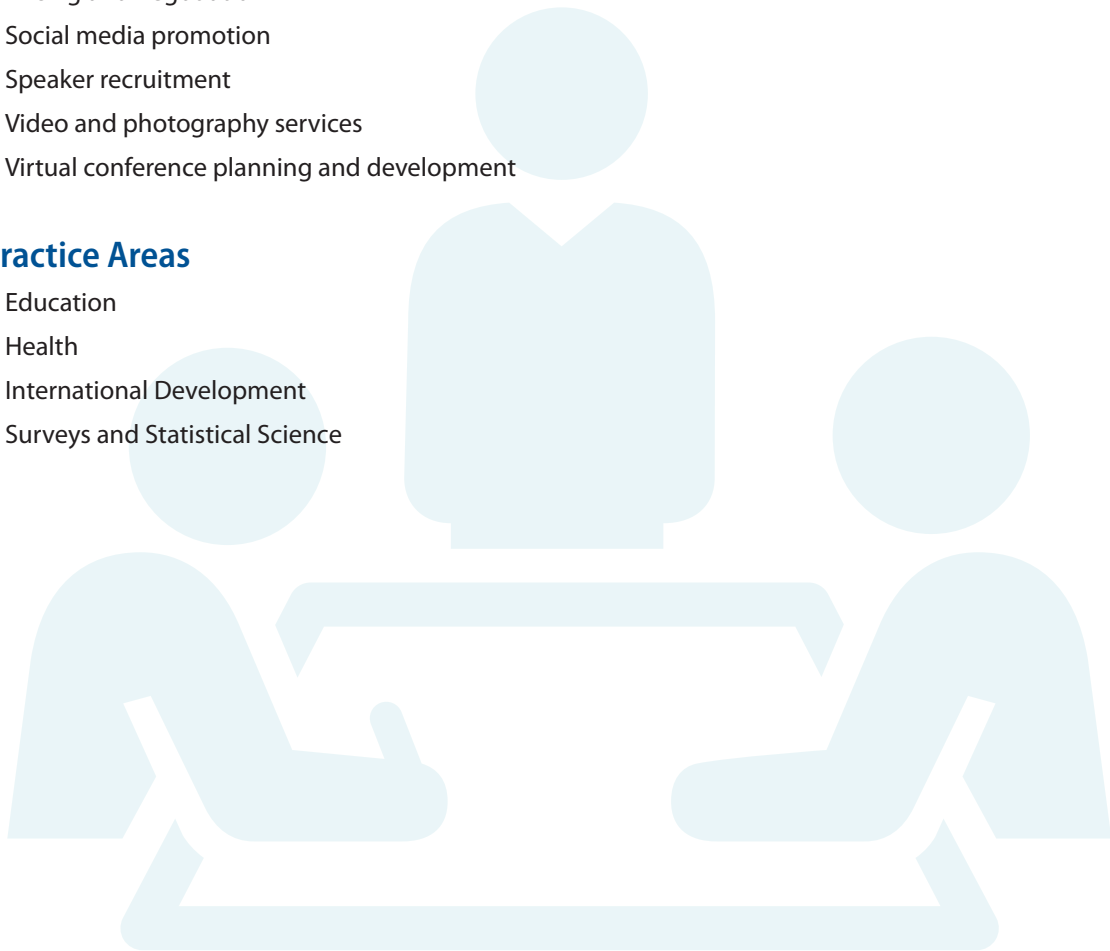 Social media promotion
Speaker recruitment
Video and photography services
Virtual conference planning and development
ractice Areas
Education
Health
International Development
Surveys and Statistical Science